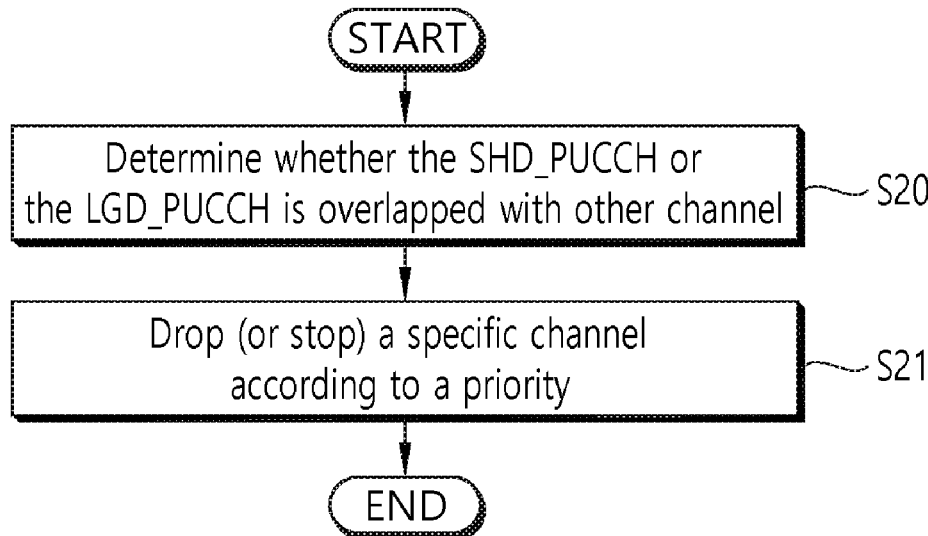 START
Determine whether the SHD_PUCCH or
the LGD_PUCCH is overlapped with other channel
S20
Drop (or stop) a specific channel
according to a priority
S21
END